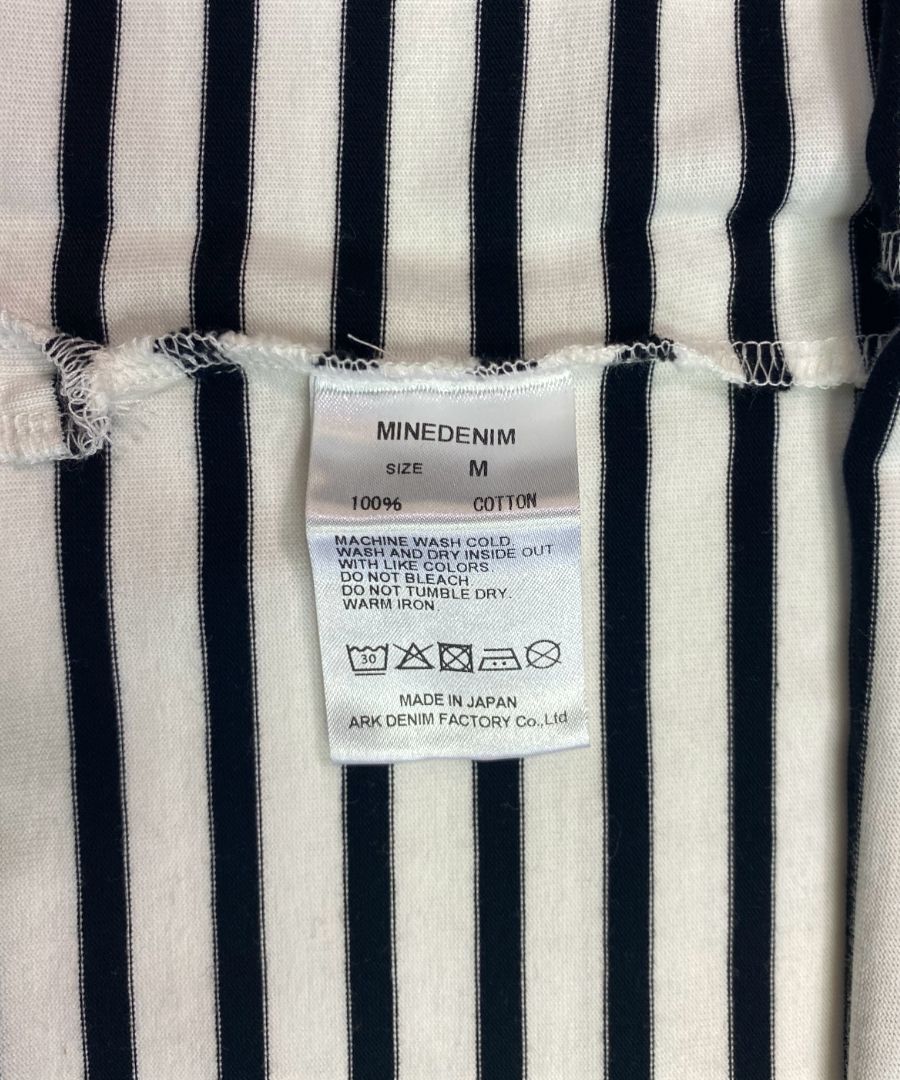 MINEDENIM
SIZE M
100% COTTON
MACHINE WASH COLD.
WASH AND DRY INSIDE OUT
WITH LIKE COLORS.
DO NOT BLEACH
DO NOT TUMBLE DRY.
WARM IRON.
30
MADE IN JAPAN
ARK DENIM FACTORY Co.,Ltd